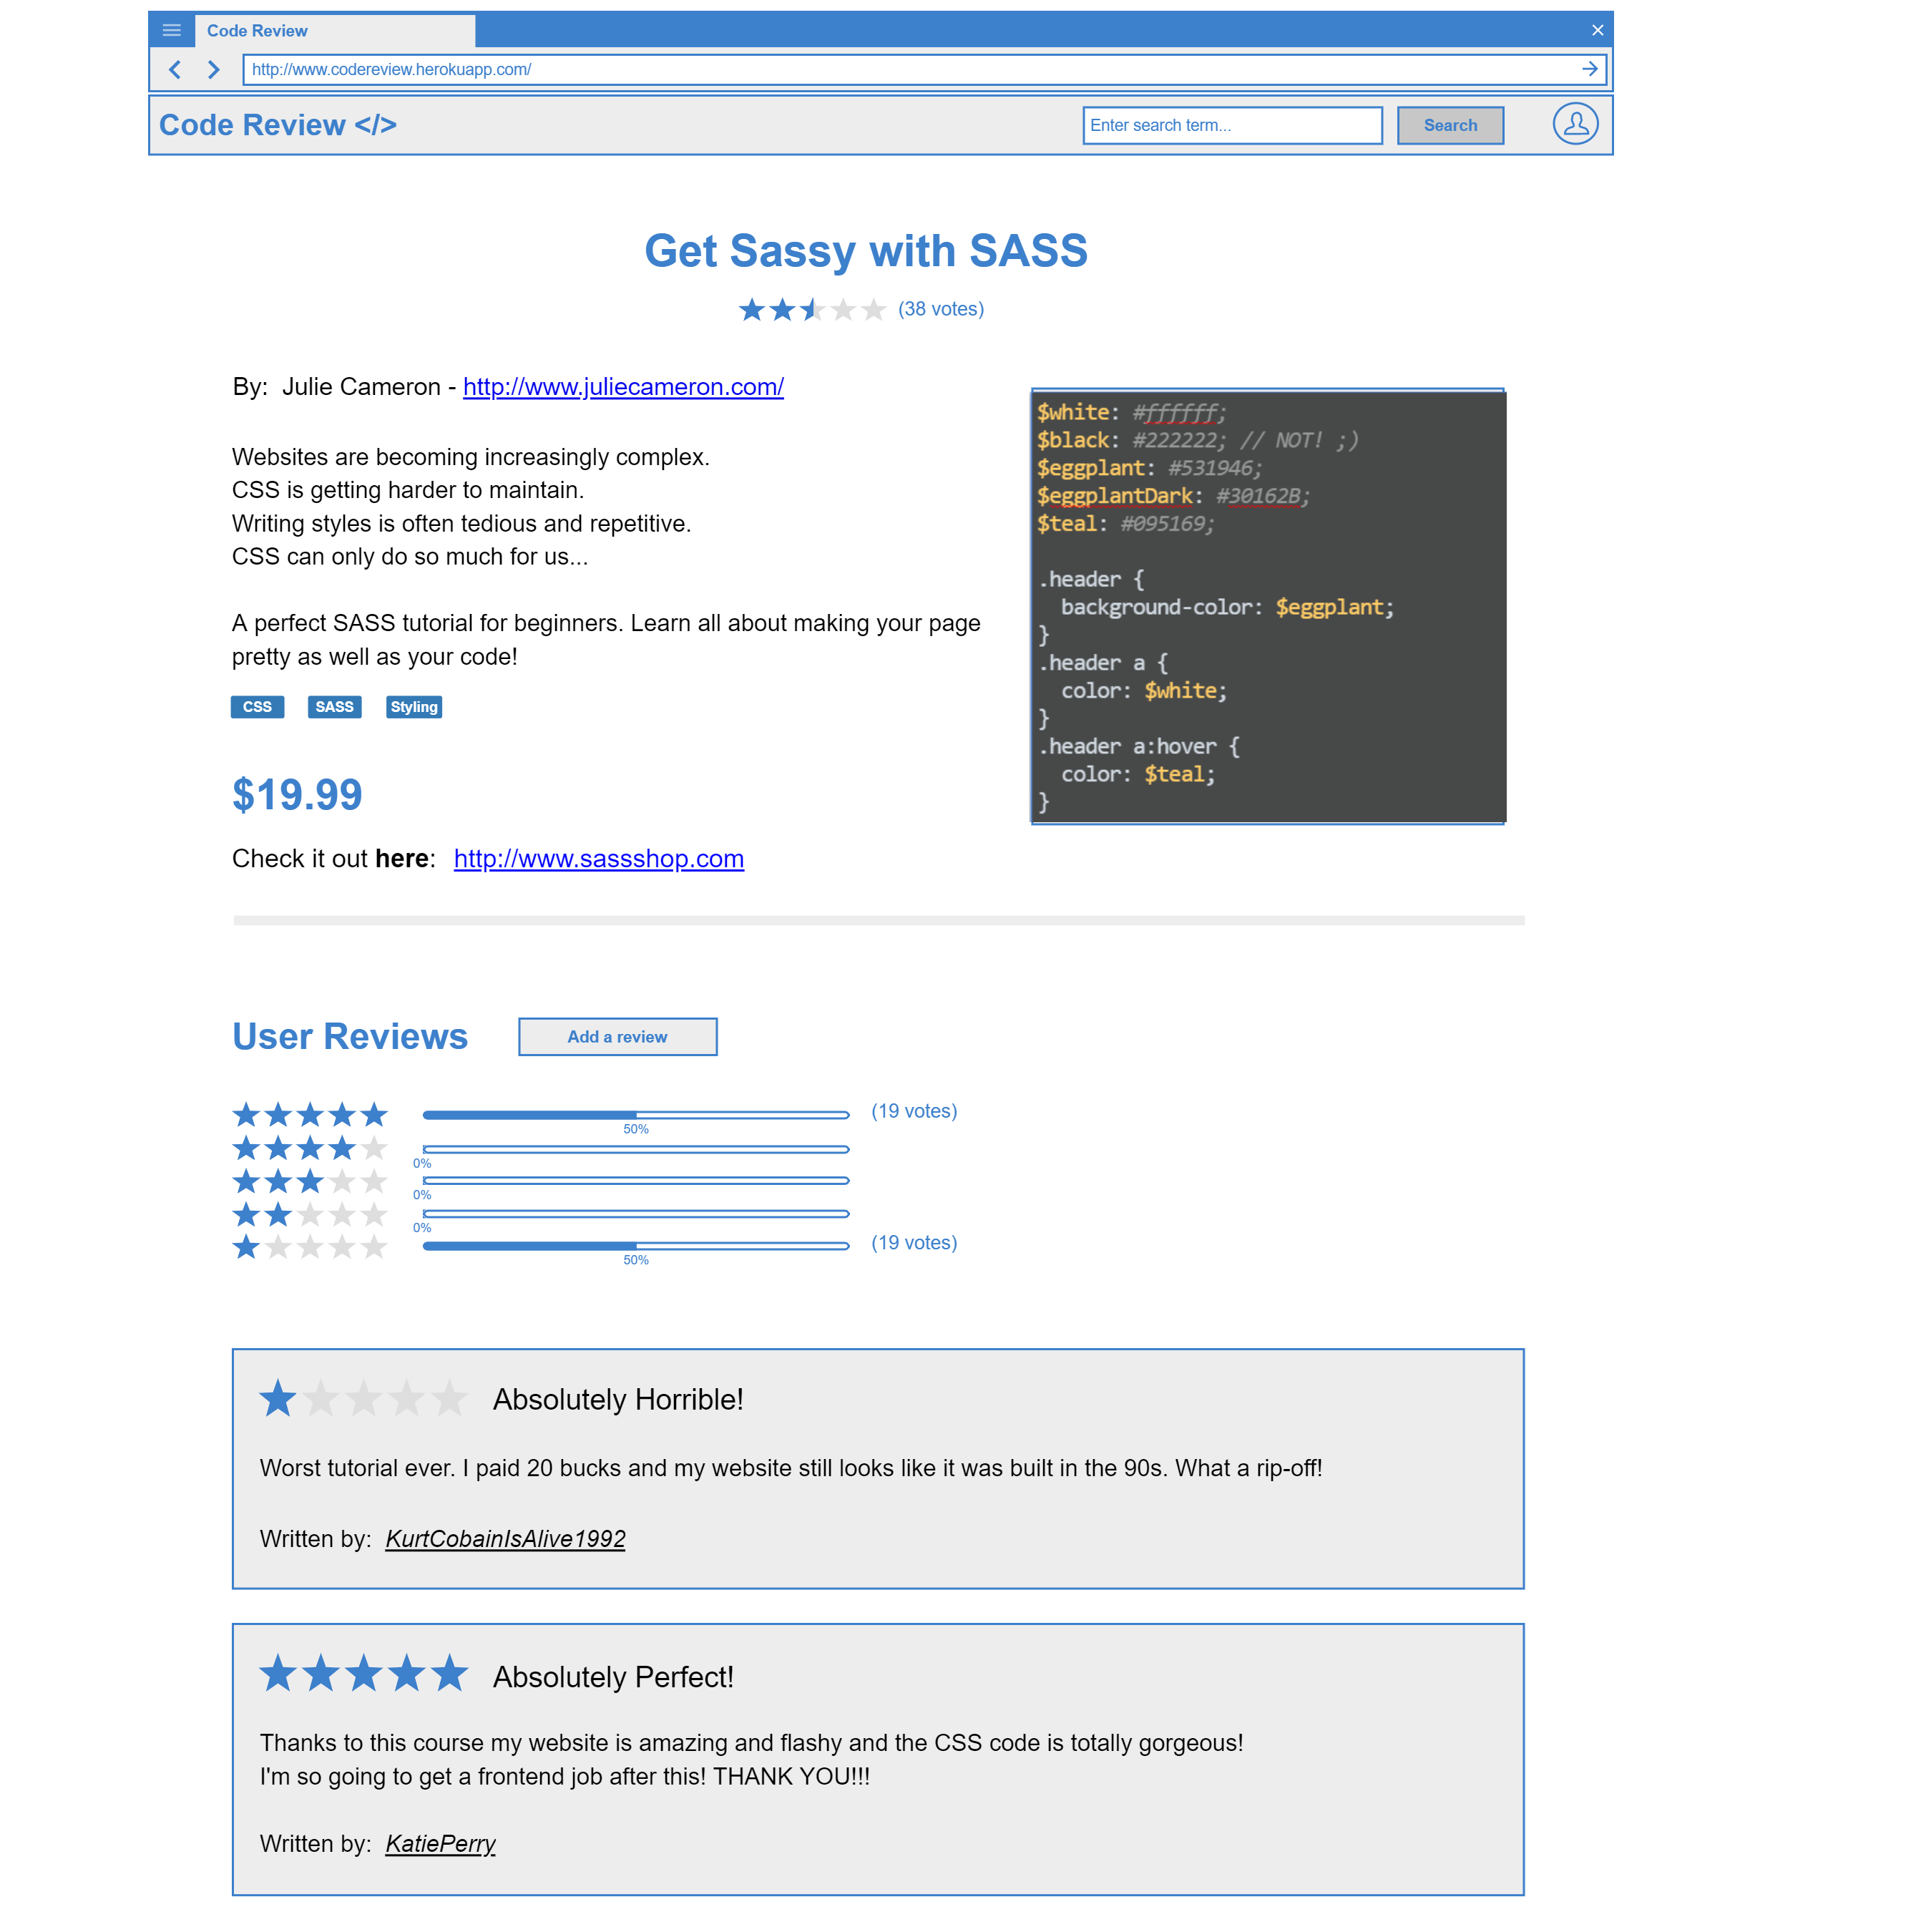 Code Review
http://www.codereview.herokuapp.com/
Code Review </>
Enter search term...
Search
Get Sassy with SASS
(38 votes)
By: Julie Cameron - http://www.juliecameron.com/
Websites are becoming increasingly complex.
CSS is getting harder to maintain.
Writing styles is often tedious and repetitive.
CSS can only do so much for us...
A perfect SASS tutorial for beginners. Learn all about making your page
pretty as well as your code!
CSS SASS Styling
$19.99
Check it out here: http://www.sassshop.com
$white: #ffffff;
$black: #222222; // NOT! ;)
$eggplant: #531946;
$eggplantDark: #30162B;
$teal: #095169;
.header {
background-color: $eggplant;
}
.header a {
color: $white;
}
.header a:hover {
color: $teal;
}
User Reviews
Add a review
(19 votes)
50%
0%
0%
0%
(19 votes)
50%
Absolutely Horrible!
Worst tutorial ever. I paid 20 bucks and my website still looks like it was built in the 90s. What a rip-off!
Written by: KurtCobainIsAlive1992
Absolutely Perfect!
Thanks to this course my website is amazing and flashy and the CSS code is totally gorgeous!
I'm so going to get a frontend job after this! THANK YOU!!!
Written by: KatiePerry